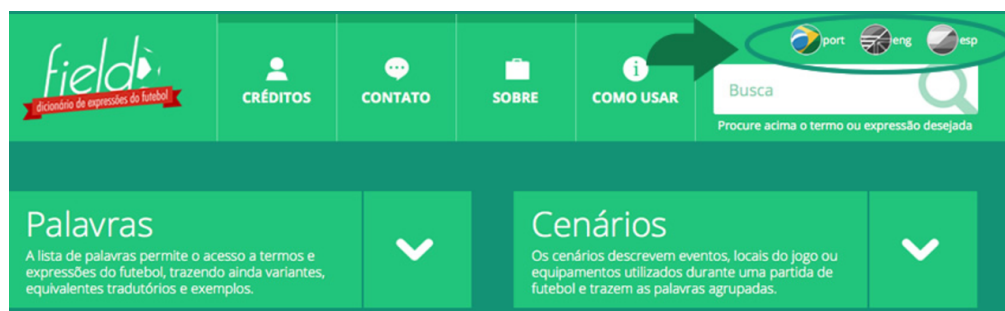 field
dicionário de expressões do futebol
CRÉDITOS
CONTATO
SOBRE
COMO USAR
port
eng
esp
Busca
Procure acima o termo ou expressão desejada
Palavras
A lista de palavras permite o acesso a termos e
expressões do futebol, trazendo ainda variantes,
equivalentes tradutórios e exemplos.
Cenários
Os cenários descrevem eventos, locais do jogo ou
equipamentos utilizados durante uma partida de
futebol e trazem as palavras agrupadas.